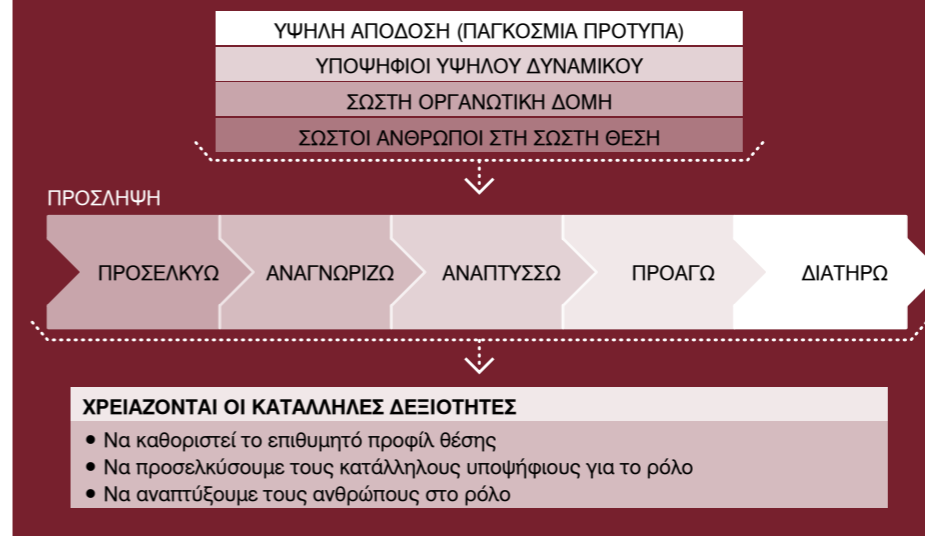 ΥΨΗΛΗ ΑΠΟΔΟΣΗ (ΠΑΓΚΟΣΜΙΑ ΠΡΟΤΥΠΑ)
ΥΠΟΨΗΦΙΟΙ ΥΨΗΛΟΥ ΔΥΝΑΜΙΚΟΥ
ΣΩΣΤΗ ΟΡΓΑΝΩΤΙΚΗ ΔΟΜΗ
ΣΩΣΤΟΙ ΑΝΘΡΩΠΟΙ ΣΤΗ ΣΩΣΤΗ ΘΕΣΗ
ΠΡΟΣΛΗΨΗ
ΠΡΟΣΕΛΚΥΩ ΑΝΑΓΝΩΡΙΖΩ ΑΝΑΠΤΥΣΣΩ ΠΡΟΑΓΩ ΔΙΑΤΗΡΩ
ΧΡΕΙΑΖΟΝΤΑΙ ΟΙ ΚΑΤΑΛΛΗΛΕΣ ΔΕΞΙΟΤΗΤΕΣ
• Να καθοριστεί το επιθυμητό προφίλ θέσης
• Να προσελκύσουμε τους κατάλληλους υποψήφιους για το ρόλο
• Να αναπτύξουμε τους ανθρώπους στο ρόλο